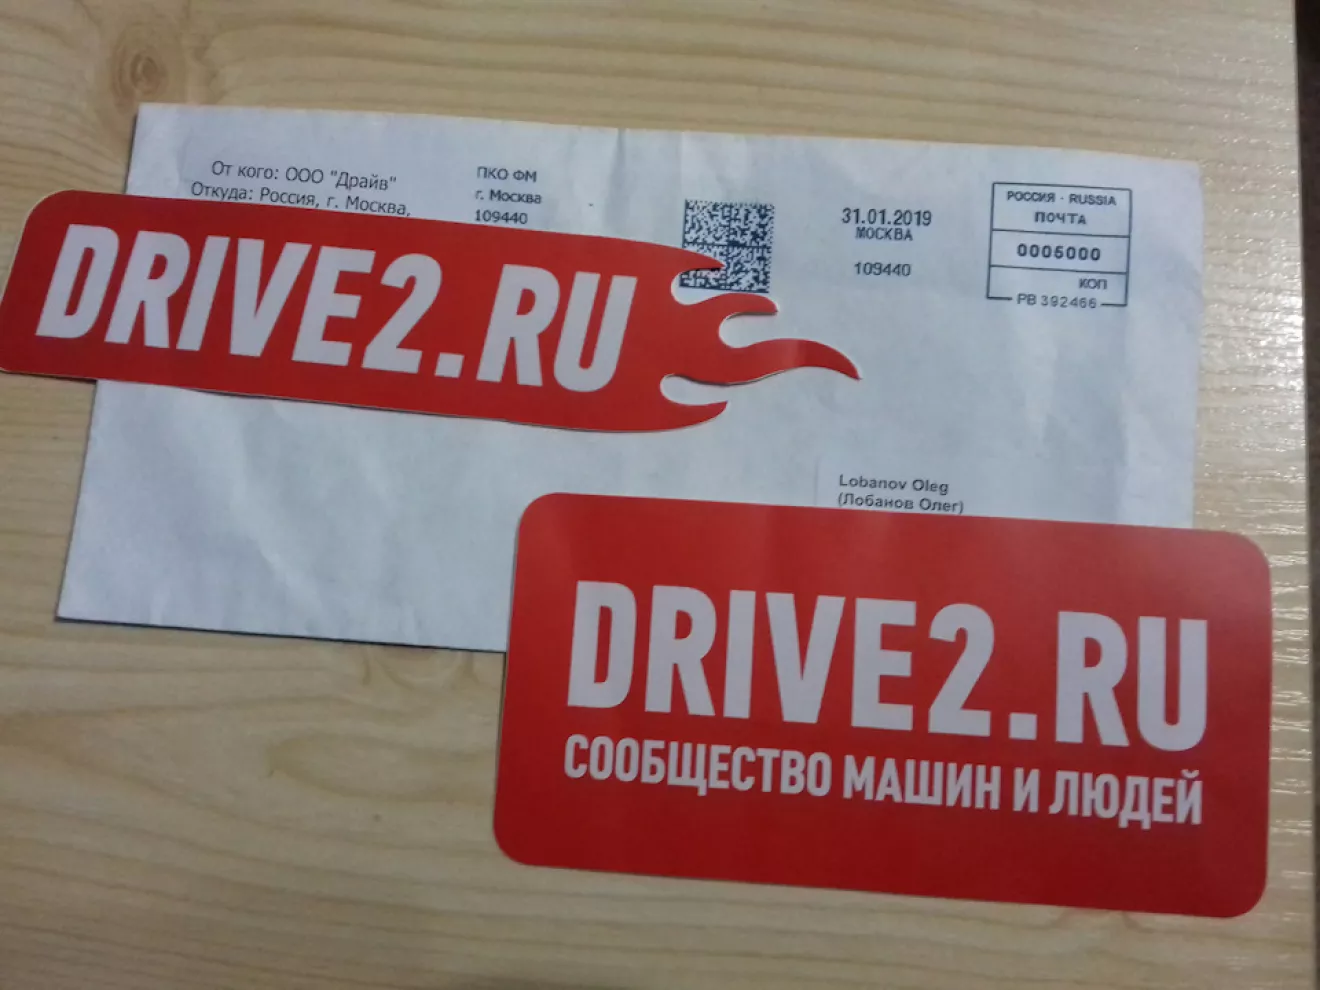 От кого: ООО "Драйв"
Откуда: Россия, г. Москва,
ПКО ФМ
г. Москва
109440
31.01.2019
МОСКВА
109440
РОССИЯ · RUSSIA
ПОЧТА
0005000
КОП
РВ 392466
DRIVE2.RU
Lobanov Oleg
(Лобанов Олег)
DRIVE2.RU
СООБЩЕСТВО МАШИН И ЛЮДЕЙ